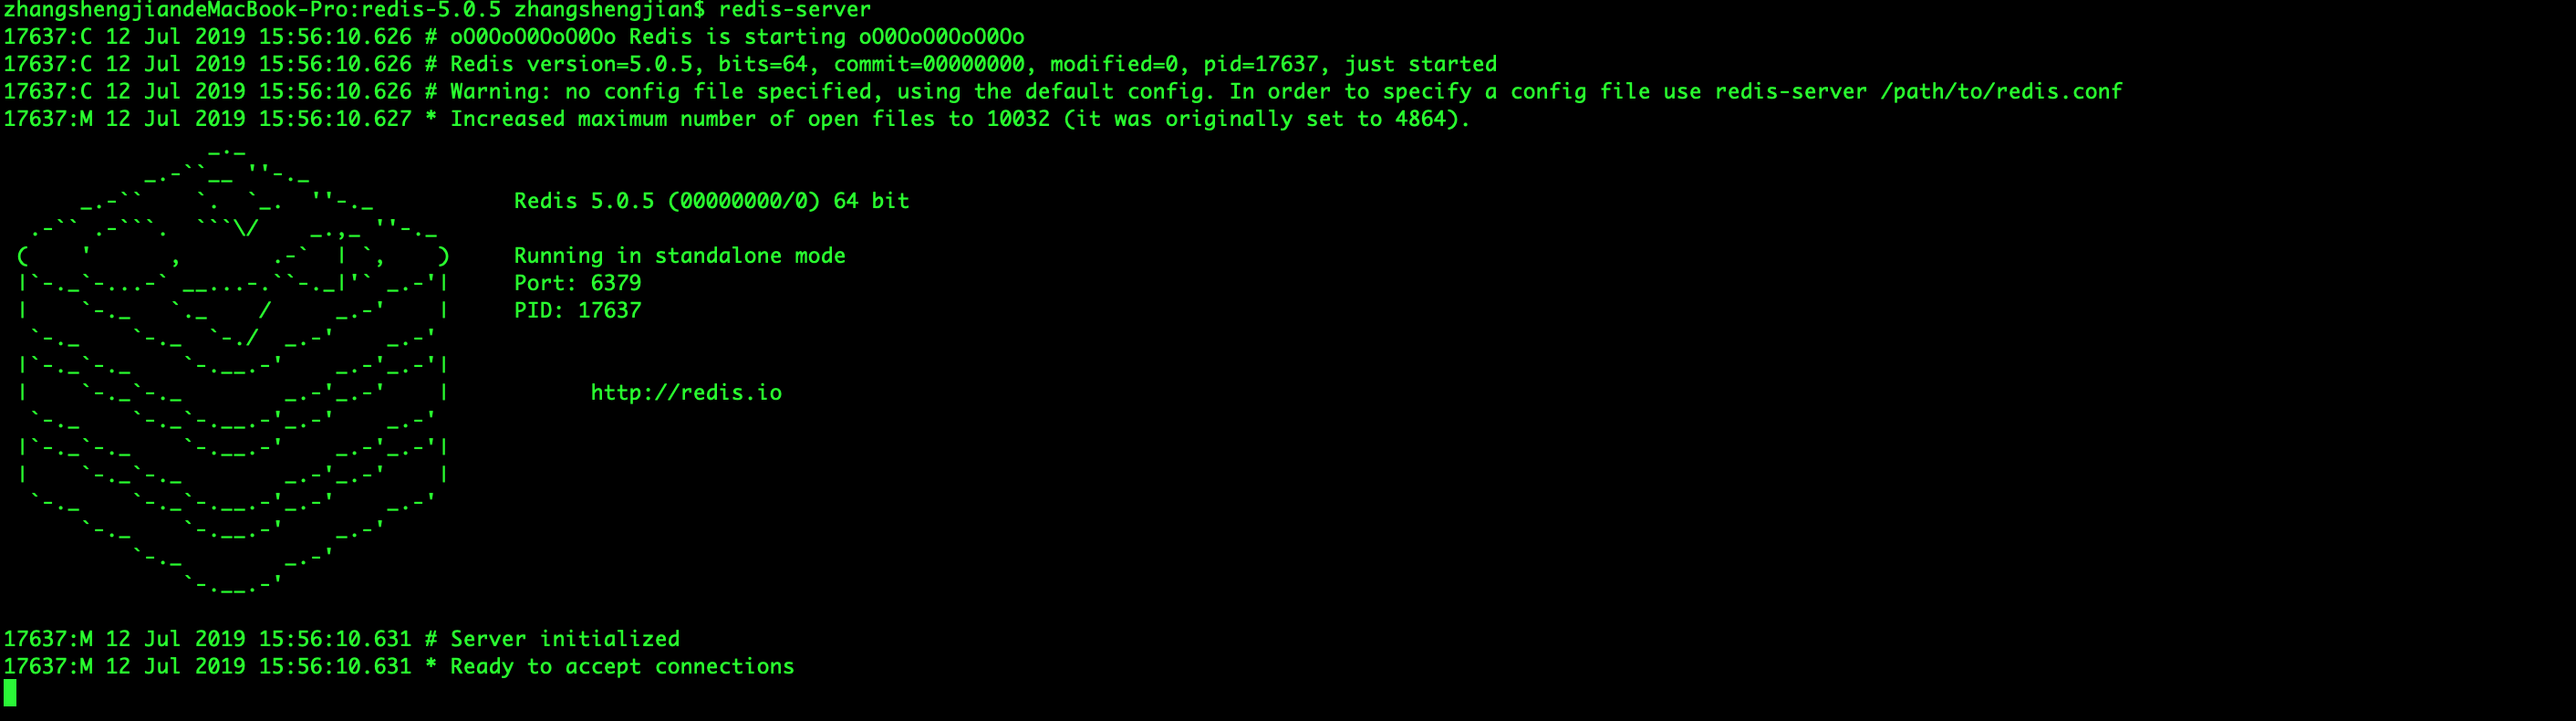 zhangshengjiandeMacBook-Pro:redis-5.0.5 zhangshengjian$ redis-server
17637:C 12 Jul 2019 15:56:10.626 # oO0OoO0OoO0Oo Redis is starting oO0OoO0OoO0Oo
17637:C 12 Jul 2019 15:56:10.626 # Redis version=5.0.5, bits=64, commit=00000000, modified=0, pid=17637, just started
17637:C 12 Jul 2019 15:56:10.626 # Warning: no config file specified, using the default config. In order to specify a config file use redis-server /path/to/redis.conf
17637:M 12 Jul 2019 15:56:10.627 * Increased maximum number of open files to 10032 (it was originally set to 4864).
Redis 5.0.5 (00000000/0) 64 bit
Running in standalone mode
Port: 6379
PID: 17637
http://redis.io
17637:M 12 Jul 2019 15:56:10.631 # Server initialized
17637:M 12 Jul 2019 15:56:10.631 * Ready to accept connections